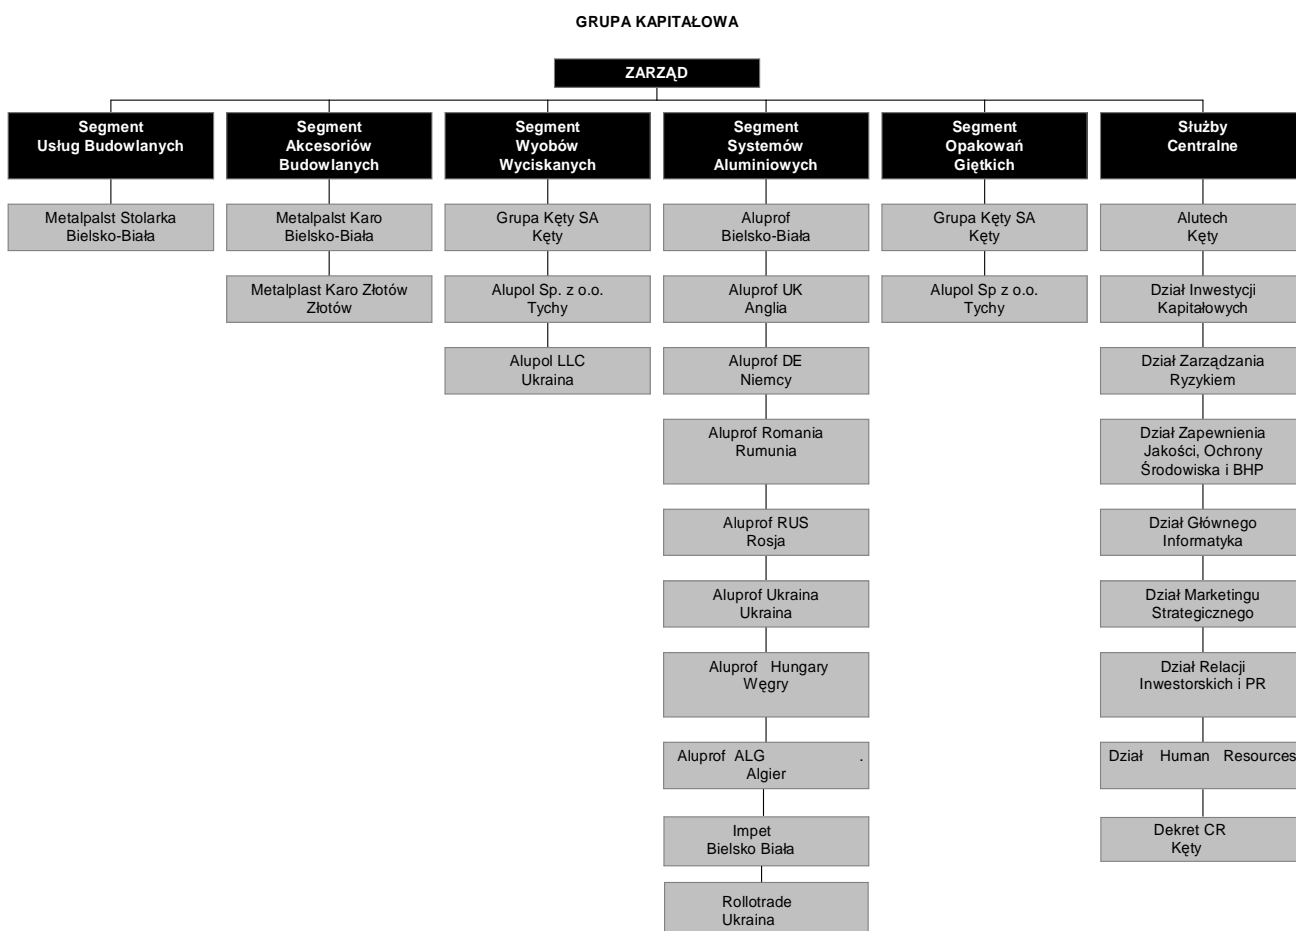 GRUPA KAPITAŁOWA
ZARZĄD
Segment
Usług Budowlanych
Segment
Akcesoriów
Budowlanych
Segment
Wyobów
Wyciskanych
Segment
Systemów
Aluminiowych
Segment
Opakowań
Giętkich
Służby
Centralne
Metalpalst Stolarka
Bielsko-Biała
Metalpalst Karo
Bielsko-Biała
Metalplast Karo Złotów
Złotów
Grupa Kęty SA
Kęty
Alupol Sp. z o.o.
Tychy
Alupol LLC
Ukraina
Aluprof
Bielsko-Biała
Aluprof UK
Anglia
Aluprof DE
Niemcy
Aluprof Romania
Rumunia
Aluprof RUS
Rosja
Aluprof Ukraina
Ukraina
Aluprof Hungary
Węgry
Aluprof ALG .
Algier
Impet
Bielsko Biała
Rollotrade
Ukraina
Grupa Kęty SA
Kęty
Alupol Sp z o.o.
Tychy
Alutech
Kęty
Dział Inwestycji
Kapitałowych
Dział Zarządzania
Ryzykiem
Dział Zapewnienia
Jakości, Ochrony
Środowiska i BHP
Dział Głównego
Informatyka
Dział Marketingu
Strategicznego
Dział Relacji
Inwestorskich i PR
Dział Human Resources
Dekret CR
Kęty